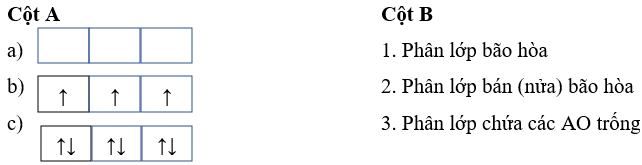 Cột A Cột B
a) 1. Phân lớp bão hòa
b) ↑ ↑ ↑ 2. Phân lớp bán (nửa) bão hòa
c) ↑↓ ↑↓ ↑↓ 3. Phân lớp chứa các AO trống